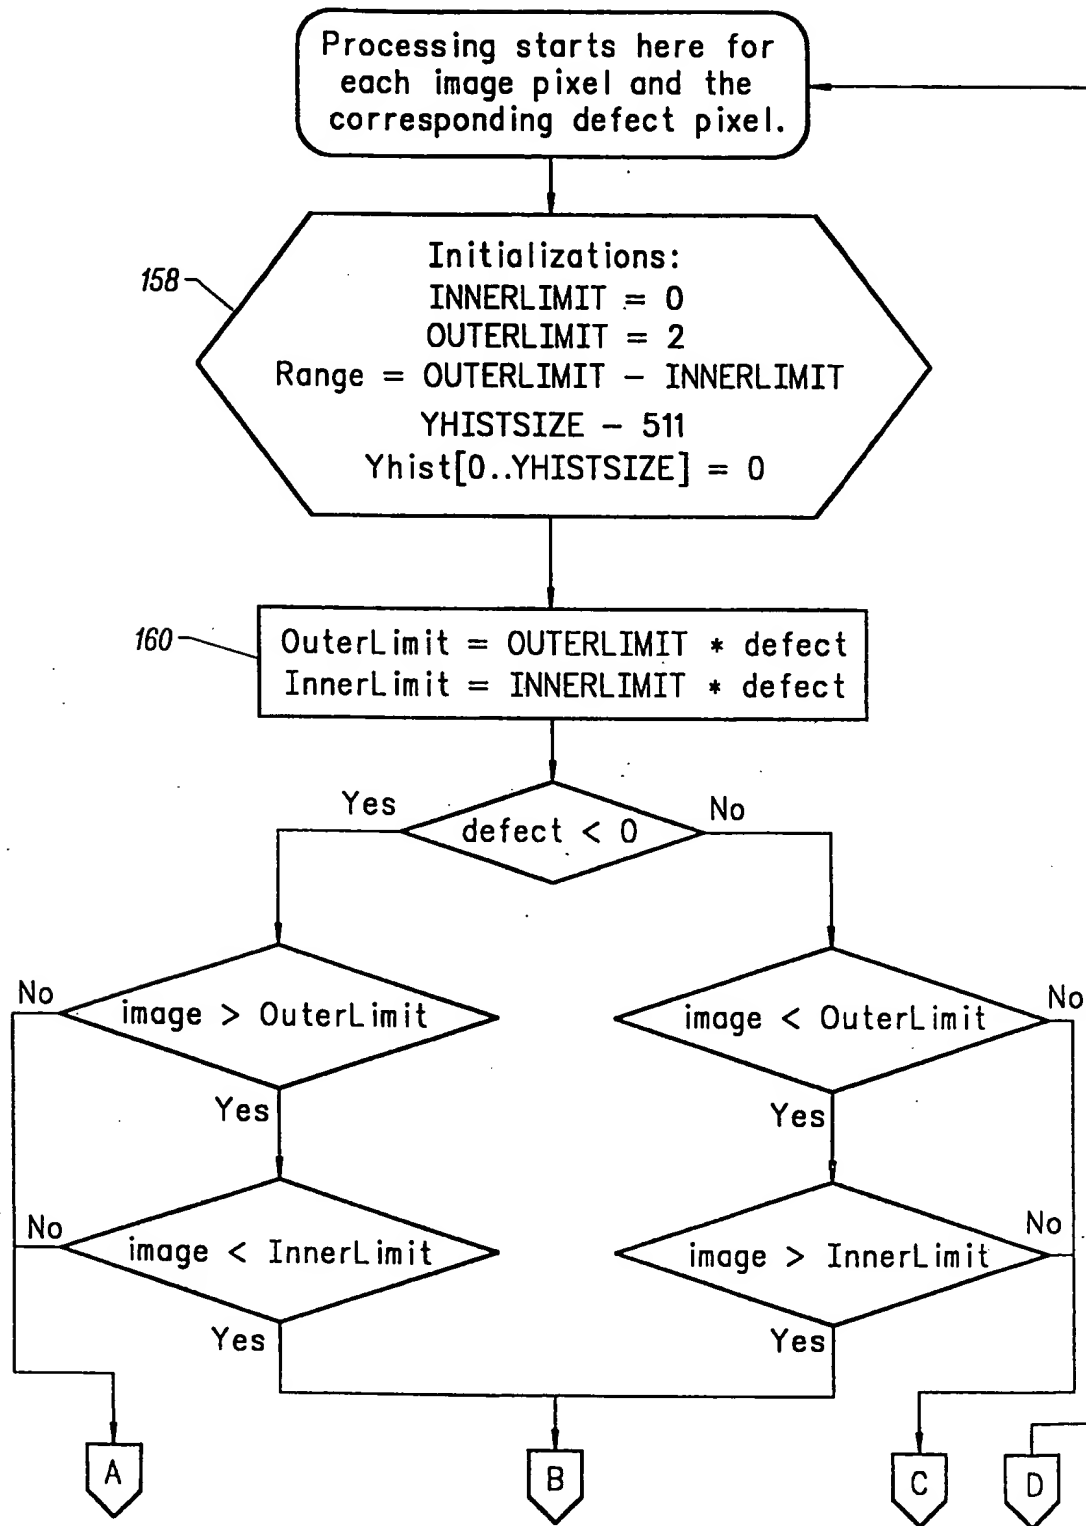 Processing starts here for
each image pixel and the
corresponding defect pixel.
158
Initializations:
INNERLIMIT = 0
OUTERLIMIT = 2
Range = OUTERLIMIT - INNERLIMIT
YHISTSIZE - 511
Yhist[0..YHISTSIZE] = 0
160
OuterLimit = OUTERLIMIT * defect
InnerLimit = INNERLIMIT * defect
Yes
defect < 0
No
No
image > OuterLimit
Yes
image < OuterLimit
No
Yes
No
image < InnerLimit
Yes
image > InnerLimit
No
Yes
A
B
C
D